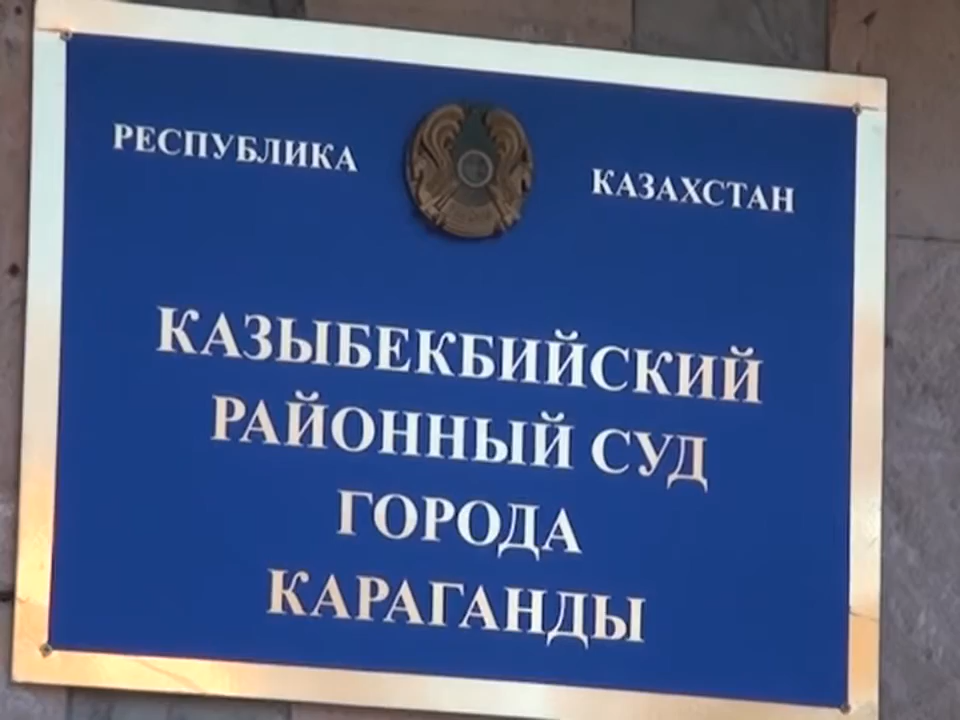 РЕСПУБЛИКА КАЗАХСТАН
КАЗЫБЕКБИЙСКИЙ
РАЙОННЫЙ СУД
ГОРОДА
КАРАГАНДЫ